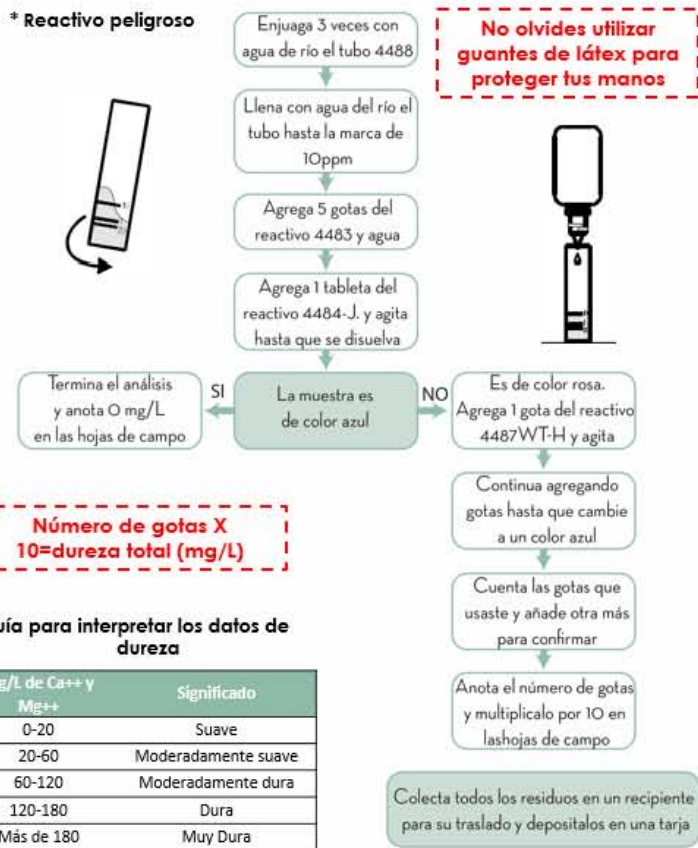 * Reactivo peligroso
Enjuaga 3 veces con
agua de río el tubo 4488
No olvides utilizar
guantes de látex para
proteger tus manos
Llena con agua del río el
tubo hasta la marca de
10ppm
Agrega 5 gotas del
reactivo 4483 y agua
Agrega 1 tableta del
reactivo 4484-J. y agita
hasta que se disuelva
La muestra es
de color azul
SI
Termina el análisis
y anota 0 mg/L
en las hojas de campo
NO
Es de color rosa.
Agrega 1 gota del reactivo
4487WT-H y agita
Continua agregando
gotas hasta que cambie
a un color azul
Cuenta las gotas que
usaste y añade otra más
para confirmar
Anota el número de gotas
y multiplicalo por 10 en
lashojas de campo
Colecta todos los residuos en un recipiente
para su traslado y depositalos en una tarja
Número de gotas X
10=dureza total (mg/L)
uía para interpretar los datos de
dureza
g/L de Ca++ y
Mg++
Significado
0-20 Suave
20-60 Moderadamente suave
60-120 Moderadamente dura
120-180 Dura
Más de 180 Muy Dura